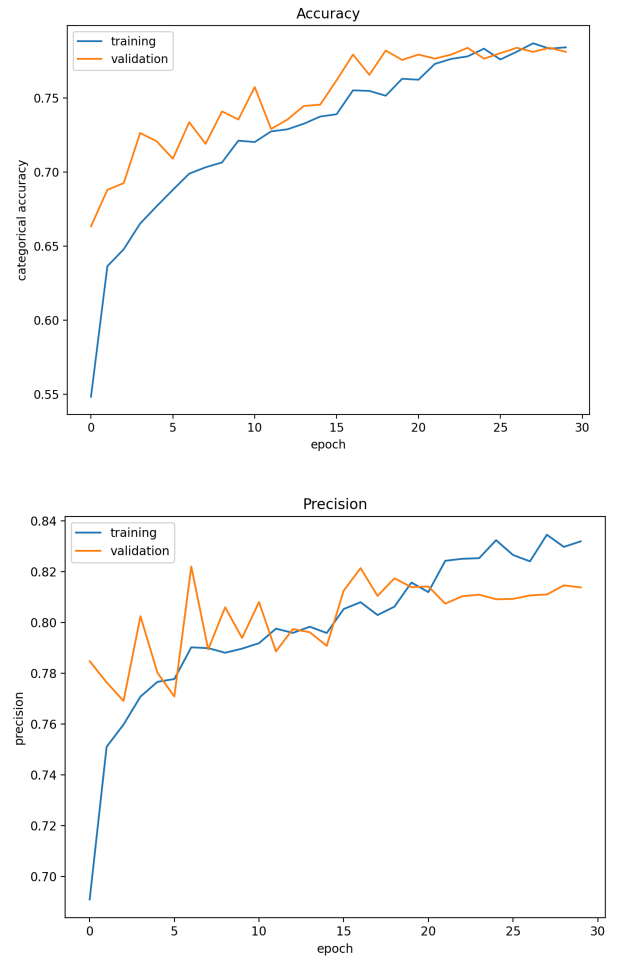 Accuracy
training
validation
0.75
0.70
0.65
0.60
0.55
categorical accuracy
0 5 10 15 20 25 30
epoch
Precision
training
validation
0.84
0.82
0.80
0.78
0.76
0.74
0.72
0.70
precision
0 5 10 15 20 25 30
epoch